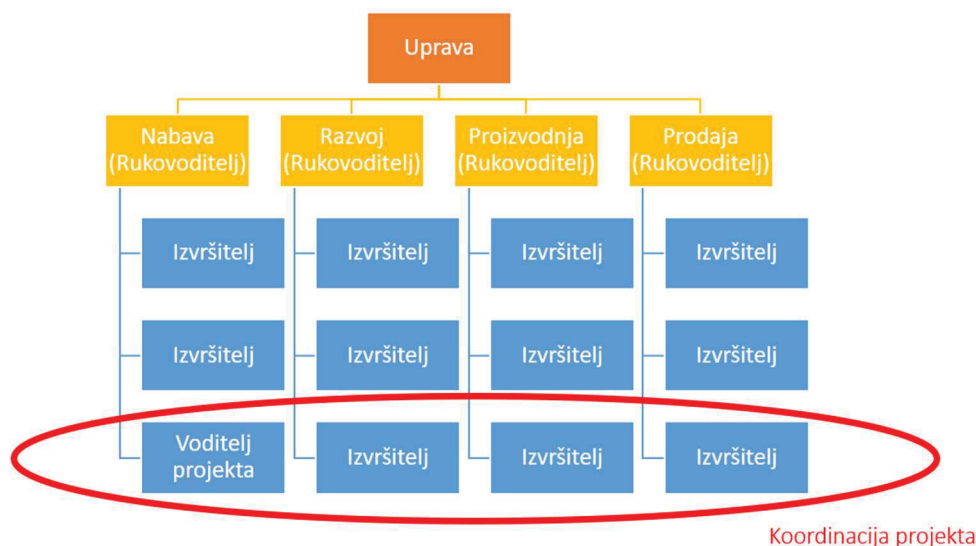 Uprava
Nabava
(Rukovoditelj)
Razvoj
(Rukovoditelj)
Proizvodnja
(Rukovoditelj)
Prodaja
(Rukovoditelj)
Izvršitelj
Izvršitelj
Izvršitelj
Izvršitelj
Izvršitelj
Izvršitelj
Izvršitelj
Izvršitelj
Voditelj
projekta
Izvršitelj
Izvršitelj
Izvršitelj
Koordinacija projekta